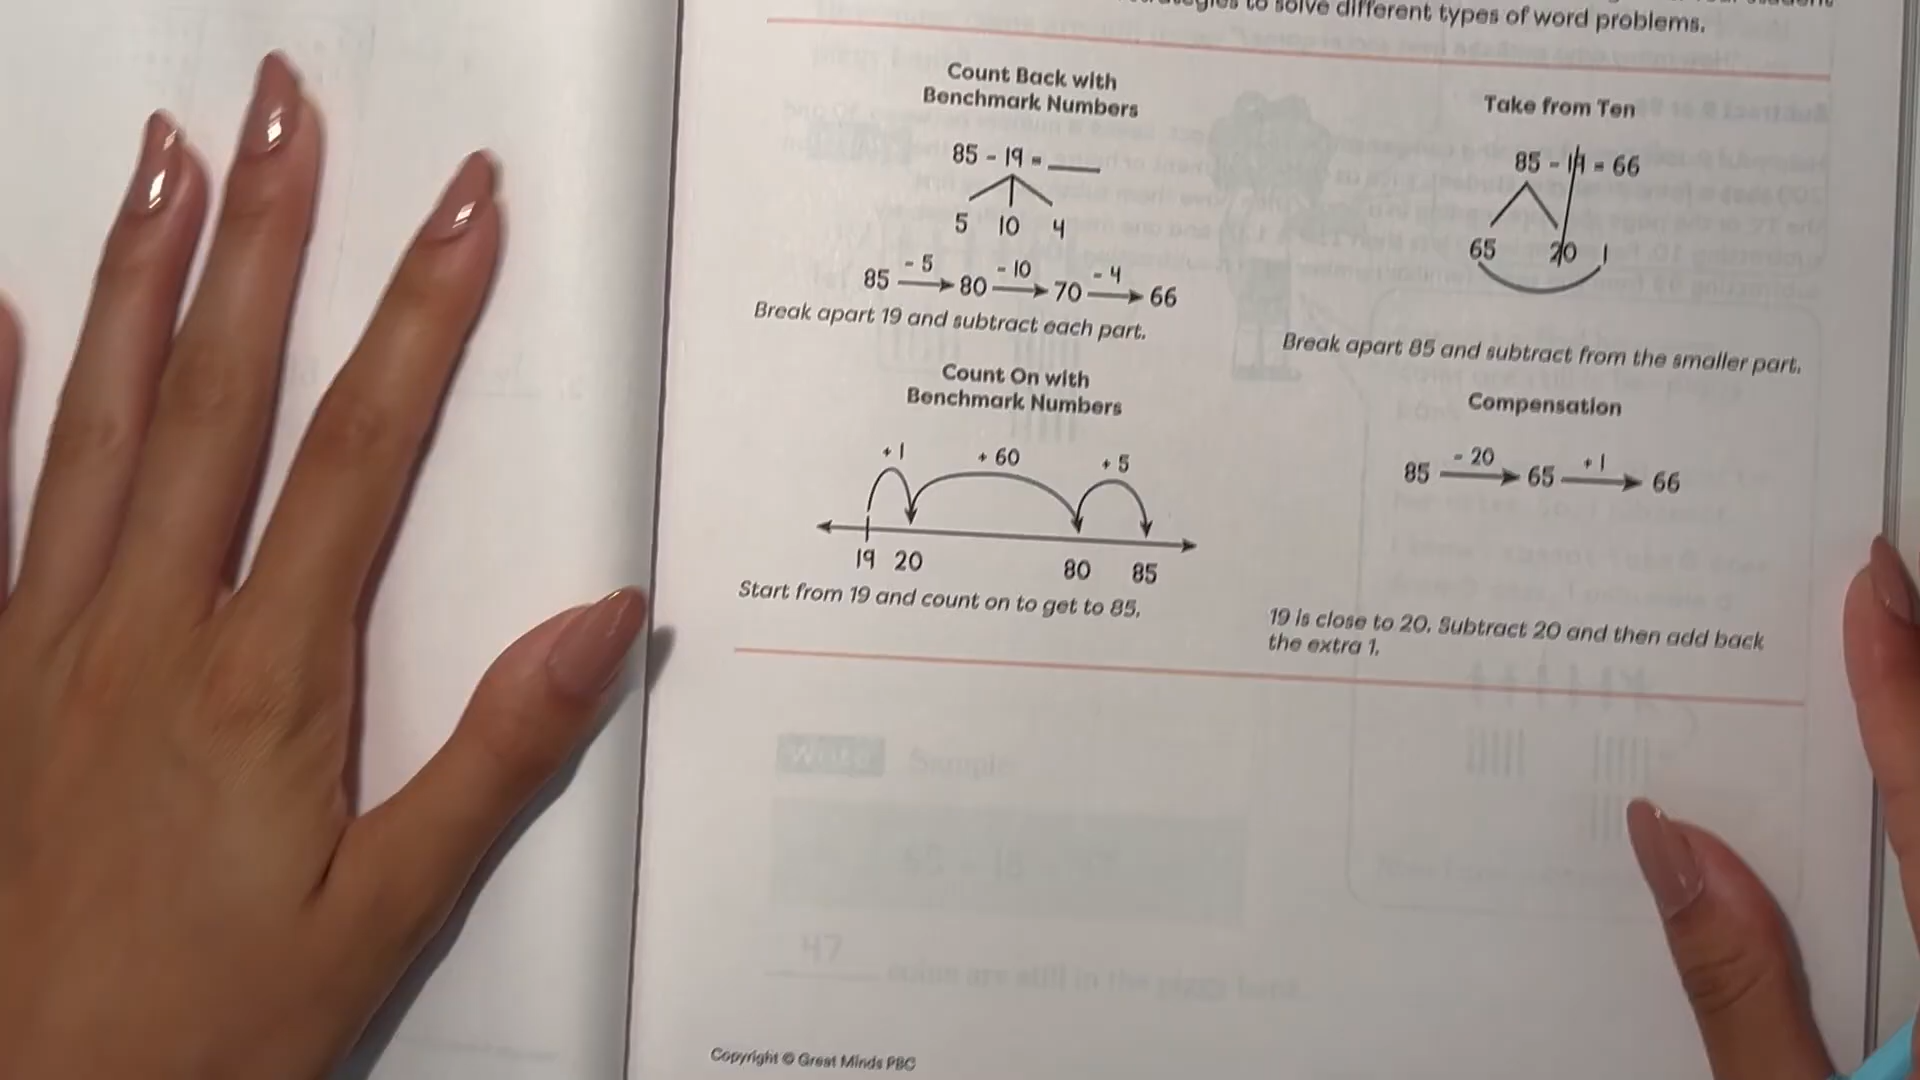 strategies to solve different types of word problems.
Count Back with
Benchmark Numbers
85 - 19 = ____
5 10 4
- 5 - 10 - 4
85 80 70 66
Break apart 19 and subtract each part.
Take from Ten
85 - 19 = 66
65 20 1
Break apart 85 and subtract from the smaller part.
Count On with
Benchmark Numbers
+ 1 + 60 + 5
19 20 80 85
Start from 19 and count on to get to 85.
Compensation
- 20 + 1
85 65 66
19 is close to 20. Subtract 20 and then add back
the extra 1.
Copyright © Great Minds PBC